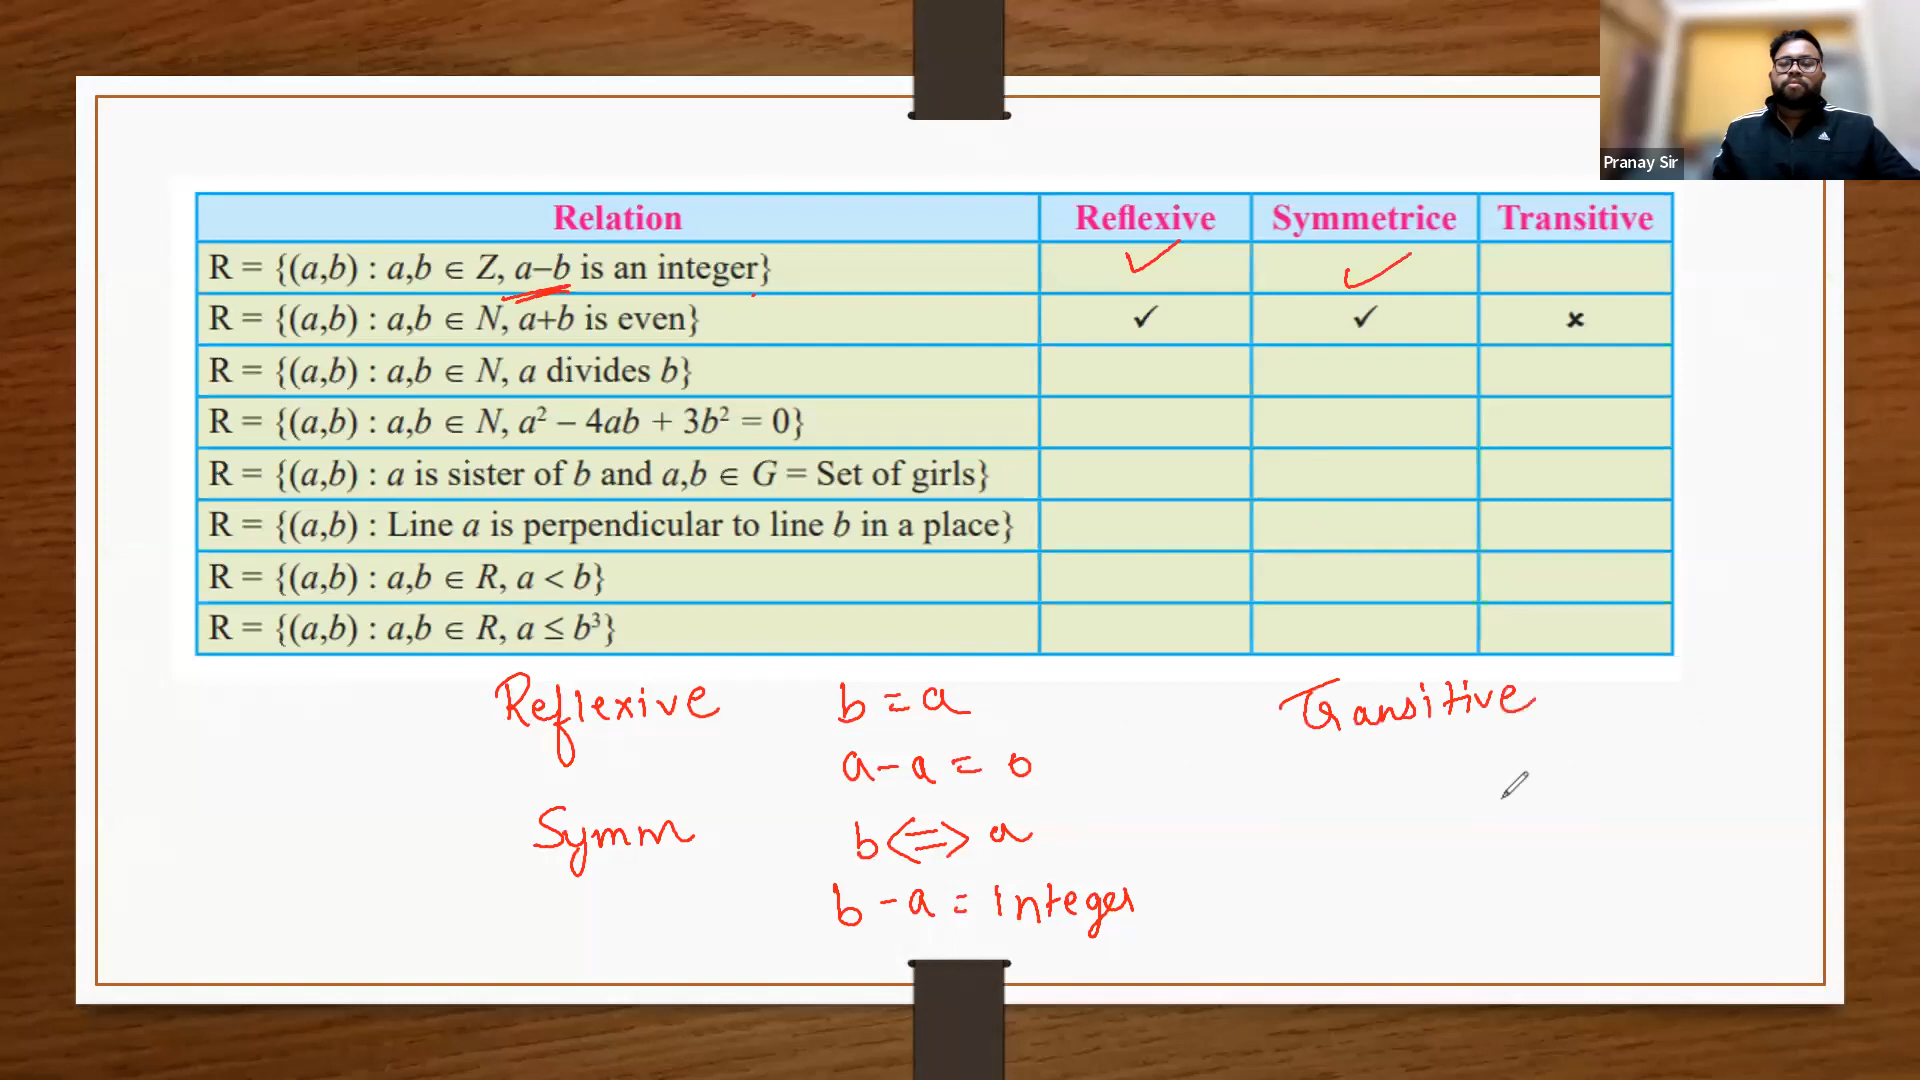 Pranay Sir
Relation Reflexive Symmetrice Transitive
R = {(a,b) : a,b ∈ Z, a–b is an integer} ✓ ✓
R = {(a,b) : a,b ∈ N, a+b is even} ✓ ✓ ×
R = {(a,b) : a,b ∈ N, a divides b}
R = {(a,b) : a,b ∈ N, a² – 4ab + 3b² = 0}
R = {(a,b) : a is sister of b and a,b ∈ G = Set of girls}
R = {(a,b) : Line a is perpendicular to line b in a place}
R = {(a,b) : a,b ∈ R, a < b}
R = {(a,b) : a,b ∈ R, a ≤ b³}
Reflexive b = a Transitive
a - a = 0
Symm b <=> a
b - a = integer